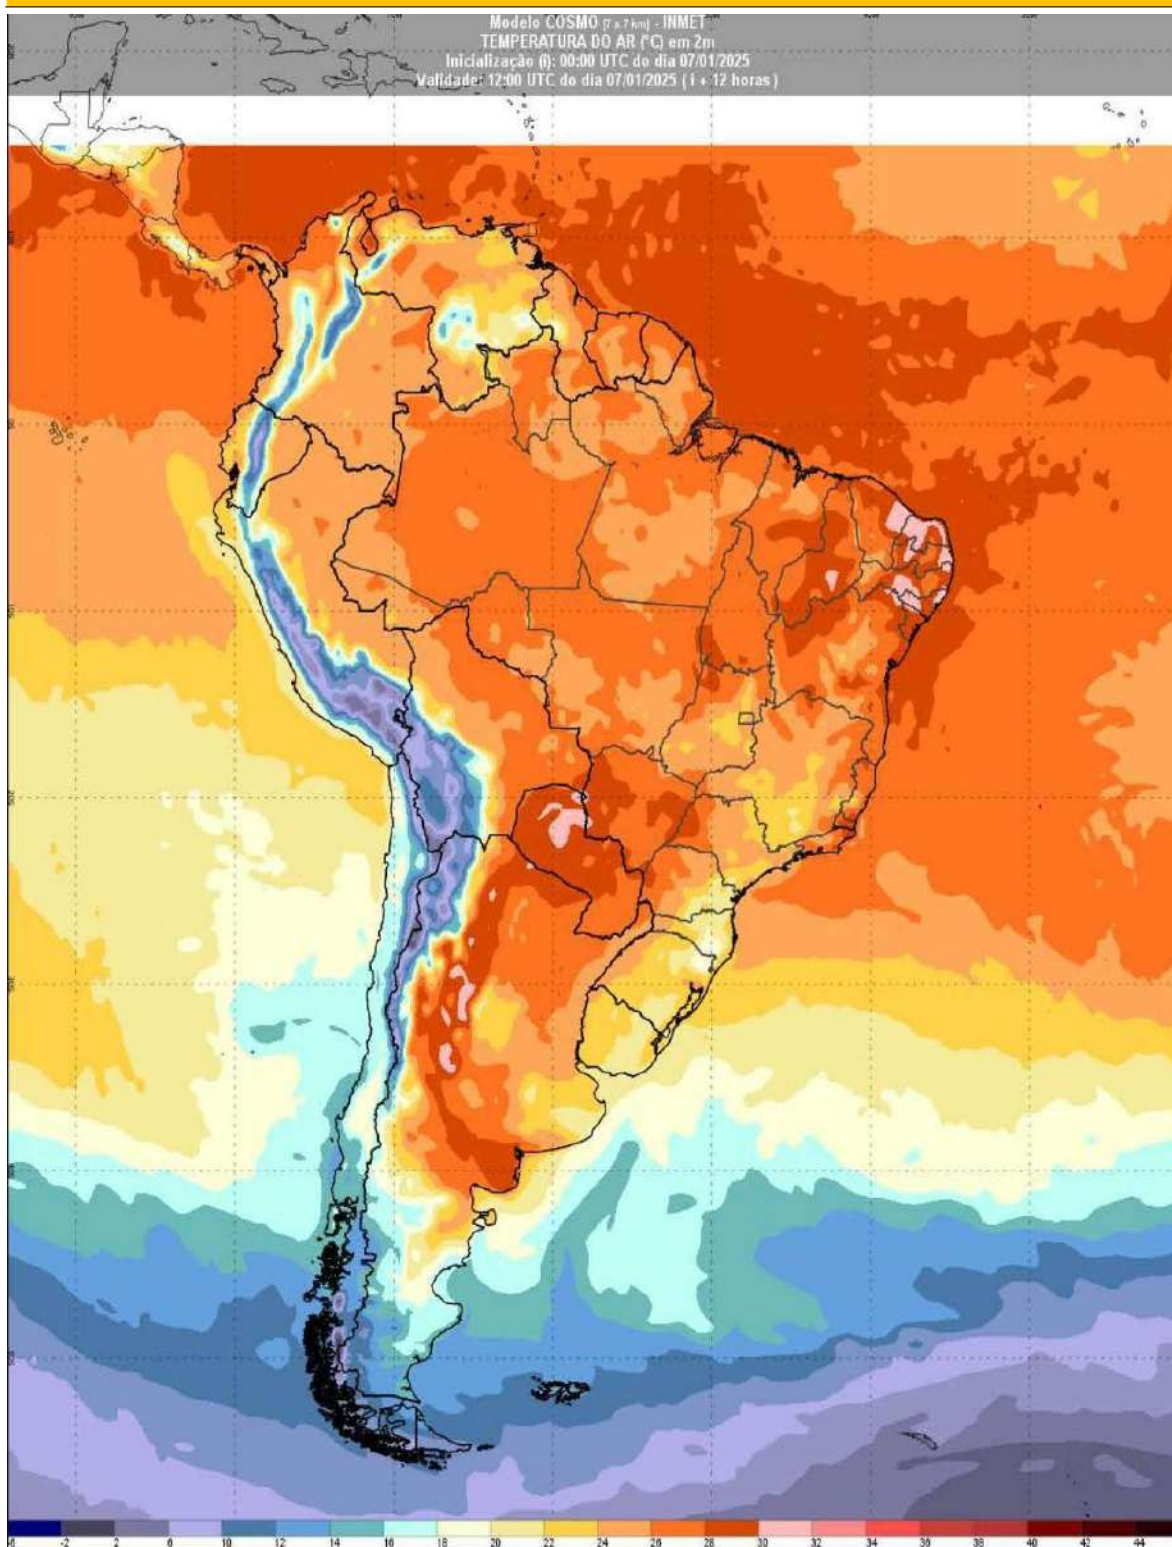 Modelo COSMO (7 x 7 km) - INMET
TEMPERATURA DO AR (°C) em 2m
Inicialização (i): 00:00 UTC do dia 07/01/2025
Validade: 12:00 UTC do dia 07/01/2025 ( i + 12 horas )
-6 -2 2 6 10 12 14 16 18 20 22 24 26 28 30 32 34 36 38 40 42 44